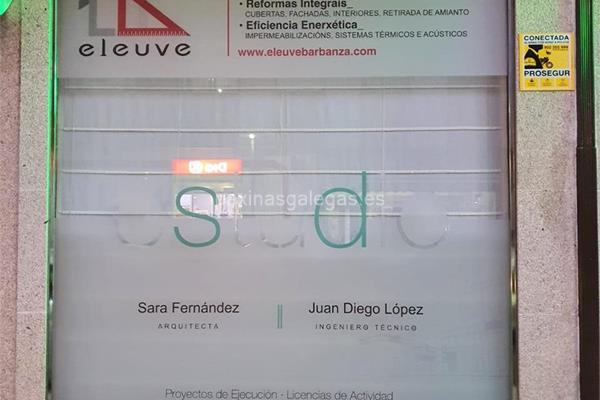 eleuve
• Reformas Integrais_
CUBERTAS, FACHADAS, INTERIORES, RETIRADA DE AMIANTO
• Eficiencia Enerxética_
IMPERMEABILIZACIÓNS, SISTEMAS TÉRMICOS E ACÚSTICOS
www.eleuvebarbanza.com
CONECTADA
PROSEGUR
paxinasgalegas.es
estudio
Sara Fernández
ARQUITECTA
Juan Diego López
INGENIERO TÉCNICO
Proyectos de Ejecución - Licencias de Actividad